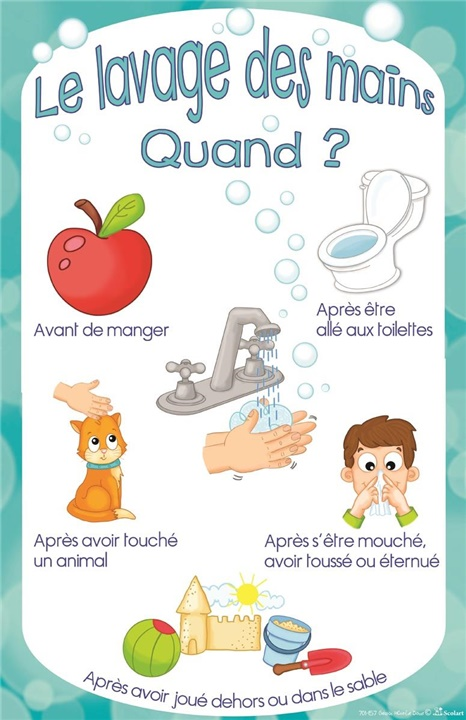 Le lavage des mains
Quand ?
Avant de manger
Après être
allé aux toilettes
Après avoir touché
un animal
Après s'être mouché,
avoir toussé ou éternué
Après avoir joué dehors ou dans le sable
Scolart